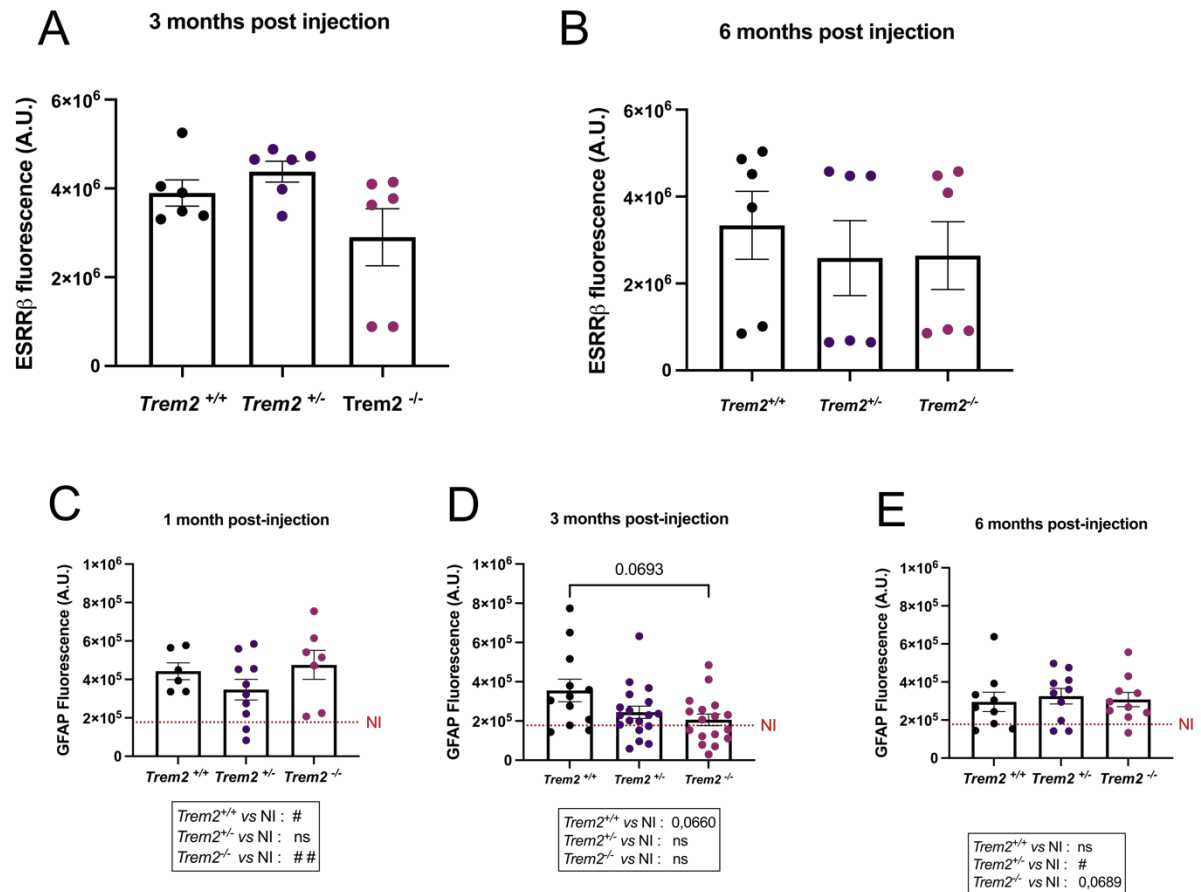 A
3 months post injection
ESRRβ fluorescence (A.U.)
6×10⁶
4×10⁶
2×10⁶
0
Trem2 +/+
Trem2 +/-
Trem2 -/-
B
6 months post injection
ESRRβ fluorescence (A.U.)
6×10⁶
4×10⁶
2×10⁶
0
Trem2+/+
Trem2+/-
Trem2-/-
C
1 month post-injection
GFAP Fluorescence (A.U.)
1×10⁶
8×10⁵
6×10⁵
4×10⁵
2×10⁵
0
NI
Trem2 +/+
Trem2 +/-
Trem2 -/-
Trem2+/+ vs NI : #
Trem2+/- vs NI : ns
Trem2-/- vs NI : ##
D
3 months post-injection
GFAP Fluorescence (A.U.)
1×10⁶
8×10⁵
6×10⁵
4×10⁵
2×10⁵
0
0.0693
NI
Trem2 +/+
Trem2 +/-
Trem2 -/-
Trem2+/+ vs NI : 0,0660
Trem2+/- vs NI : ns
Trem2-/- vs NI : ns
E
6 months post-injection
GFAP Fluorescence (A.U.)
1×10⁶
8×10⁵
6×10⁵
4×10⁵
2×10⁵
0
NI
Trem2 +/+
Trem2 +/-
Trem2 -/-
Trem2+/+ vs NI : ns
Trem2+/- vs NI : #
Trem2-/- vs NI : 0,0689